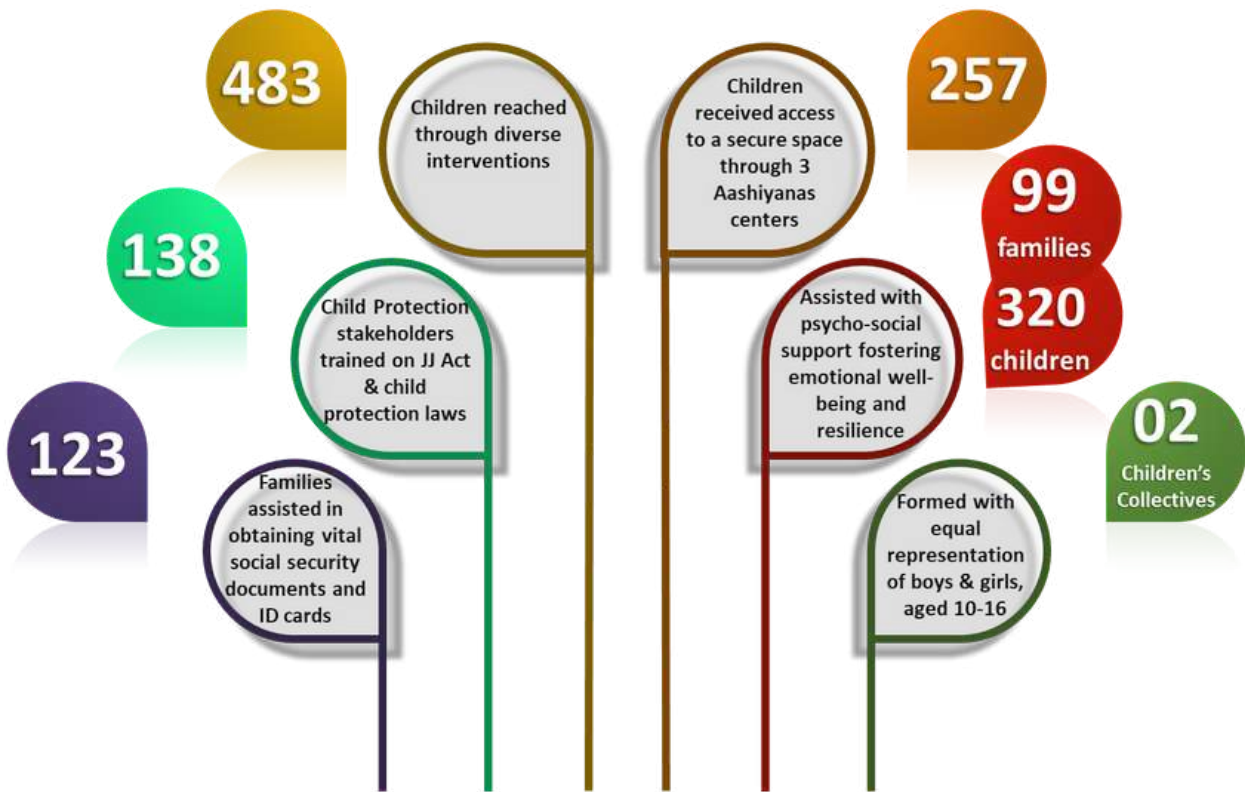 483
Children reached
through diverse
interventions
138
Child Protection
stakeholders
trained on JJ Act
& child
protection laws
123
Families
assisted in
obtaining vital
social security
documents and
ID cards
257
Children
received access
to a secure space
through 3
Aashiyanas
centers
99
families
320
children
Assisted with
psycho-social
support fostering
emotional well-
being and
resilience
02
Children's
Collectives
Formed with
equal
representation
of boys & girls,
aged 10-16